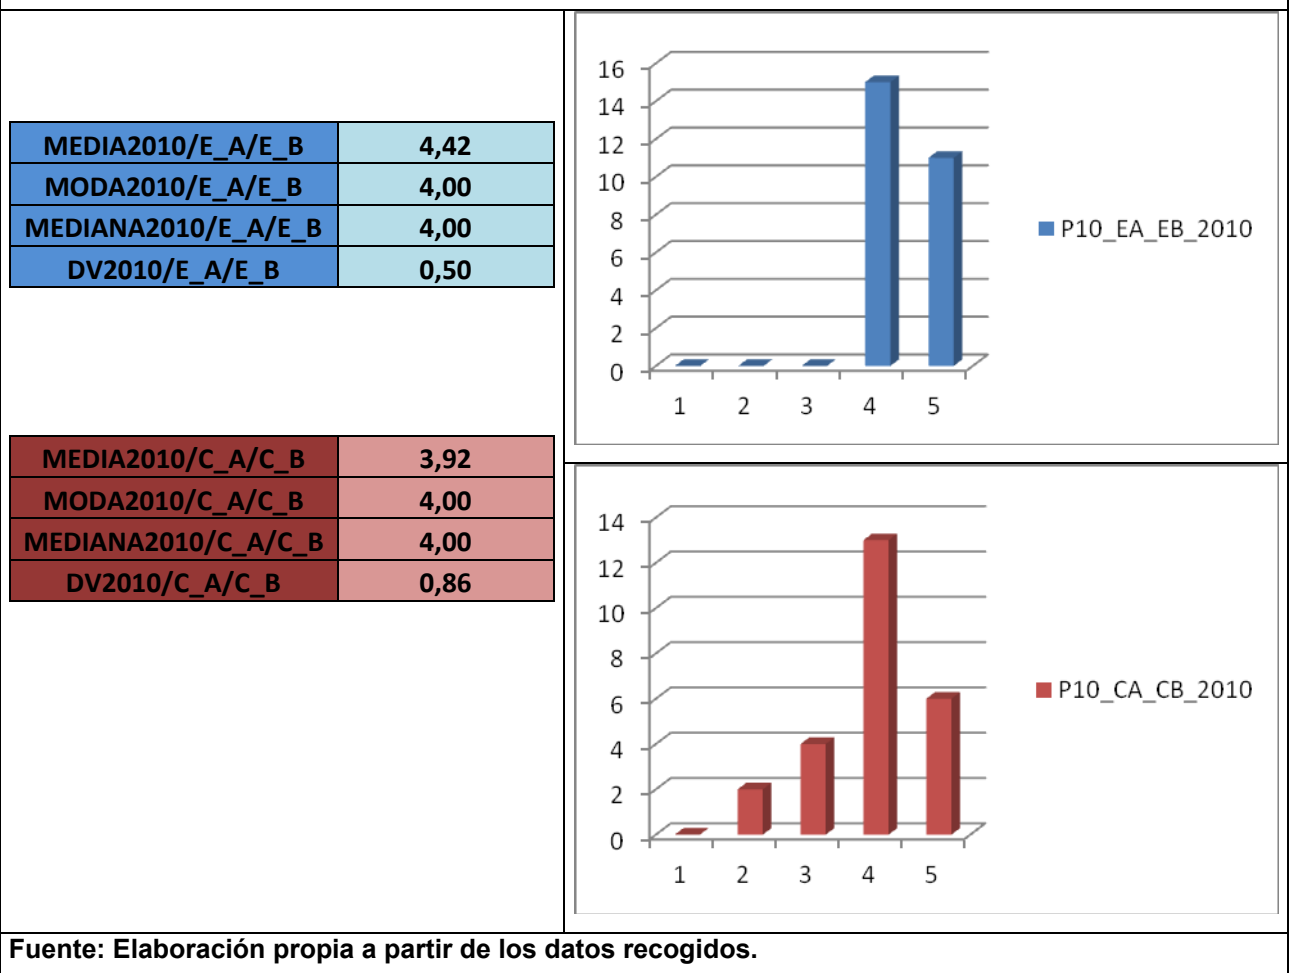 MEDIA2010/E_A/E_B 4,42
MODA2010/E_A/E_B 4,00
MEDIANA2010/E_A/E_B 4,00
DV2010/E_A/E_B 0,50
16
14
12
10
8
6
4
2
0
1 2 3 4 5
P10_EA_EB_2010
MEDIA2010/C_A/C_B 3,92
MODA2010/C_A/C_B 4,00
MEDIANA2010/C_A/C_B 4,00
DV2010/C_A/C_B 0,86
14
12
10
8
6
4
2
0
1 2 3 4 5
P10_CA_CB_2010
Fuente: Elaboración propia a partir de los datos recogidos.